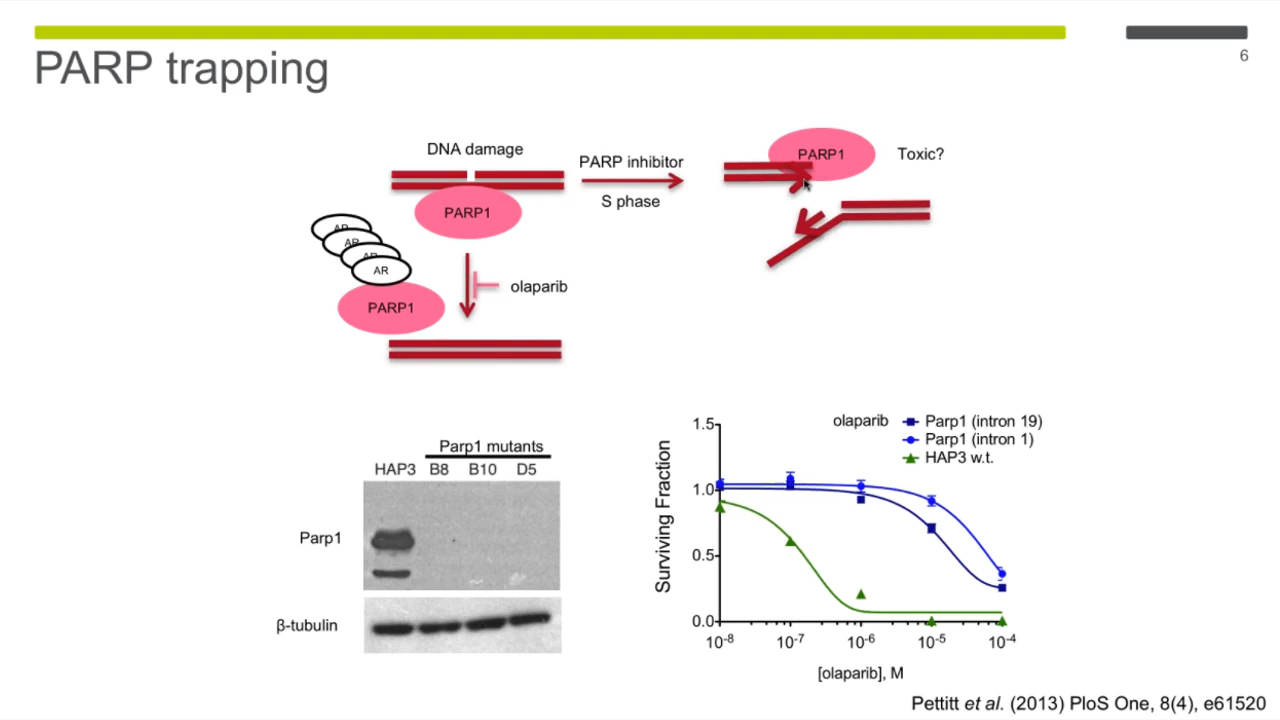 6
PARP trapping
DNA damage
PARP1
PARP inhibitor
S phase
PARP1
Toxic?
AR
AR
AR
AR
PARP1
olaparib
Parp1 mutants
HAP3 B8 B10 D5
Parp1
β-tubulin
olaparib
Parp1 (intron 19)
Parp1 (intron 1)
HAP3 w.t.
Surviving Fraction
1.5
1.0
0.5
0.0
10-8 10-7 10-6 10-5 10-4
[olaparib], M
Pettitt et al. (2013) PloS One, 8(4), e61520